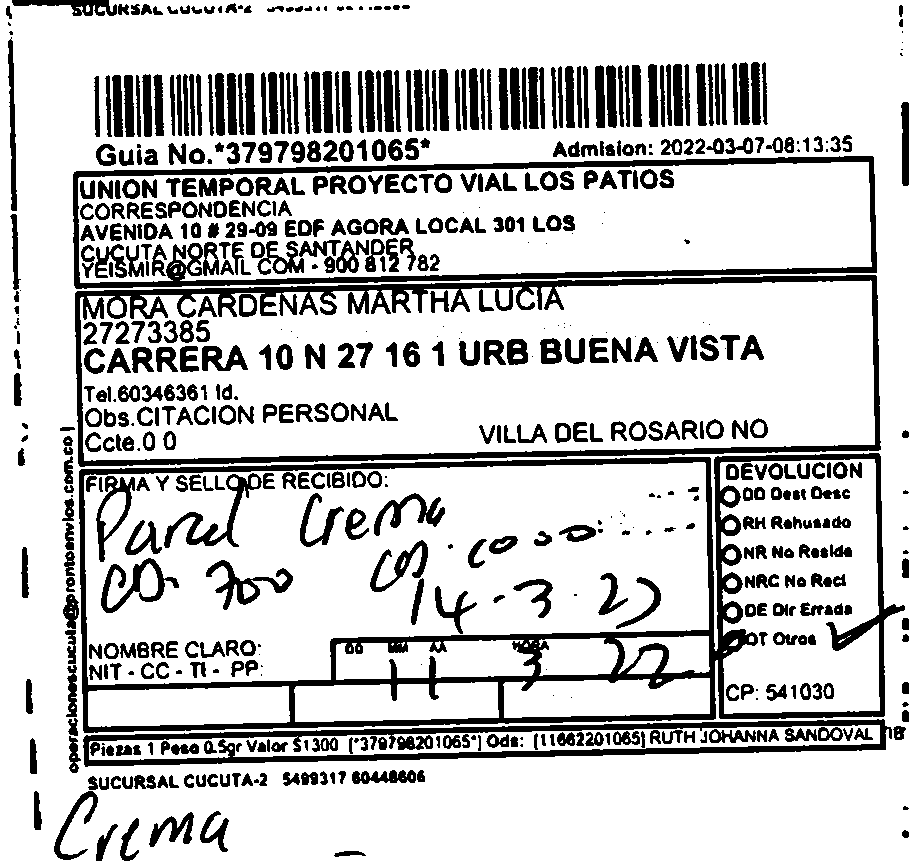 SUCURSAL CUCUTA-2
Guia No.*379798201065*
Admision: 2022-03-07-08:13:35
UNION TEMPORAL PROYECTO VIAL LOS PATIOS
CORRESPONDENCIA
AVENIDA 10 # 29-09 EDF AGORA LOCAL 301 LOS
CUCUTA NORTE DE SANTANDER
YEISMIR@GMAIL COM - 900 812 782
MORA CARDENAS MARTHA LUCIA
27273385
CARRERA 10 N 27 16 1 URB BUENA VISTA
Tel.60346361 Id.
Obs.CITACION PERSONAL
Ccte.0 0
VILLA DEL ROSARIO NO
operacionescucuta@prontoenvios.com.co
FIRMA Y SELLO DE RECIBIDO:
Pared Crema
700
14-3-22
NOMBRE CLARO:
NIT - CC - TI - PP:
DD MM AA HORA
11 3 22
DEVOLUCION
DD Dest Desc
RH Rehusado
NR No Reside
NRC No Recl
DE Dir Errada
OT Otros
CP: 541030
Piezas 1 Peso 0.5gr Valor $1300 [*379798201065*] Ods: [11662201065] RUTH JOHANNA SANDOVAL
SUCURSAL CUCUTA-2 5499317 60448606
Crema